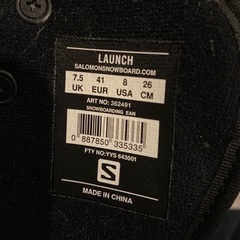 LAUNCH
SALOMONSNOWBOARD.COM
7.5 41 8 26
UK EUR USA CM
ART NO: 362491
SNOWBOARDING EAN
0 887850 335335
FTY NO:YYS 643001
S
MADE IN
CHINA